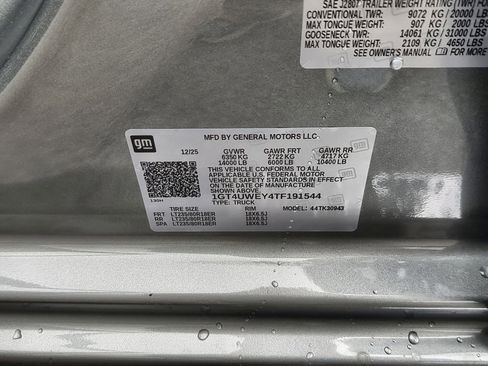 SAE J2807 TRAILER WEIGHT RATING (TWR) FOR
CONVENTIONAL TWR: 9072 KG/20000 LBS
MAX TONGUE WEIGHT: 907 KG/ 2000 LBS
GOOSENECK TWR: 14061 KG/31000 LBS
MAX TONGUE WEIGHT: 2109 KG/ 4650 LBS
SEE OWNER'S MANUAL FOR MORE
gm
MFD BY GENERAL MOTORS LLC
12/25 GVWR GAWR FRT GAWR RR
6350 KG 2722 KG 4717 KG
14000 LB 6000 LB 10400 LB
THIS VEHICLE CONFORMS TO ALL
APPLICABLE U.S. FEDERAL MOTOR
VEHICLE SAFETY STANDARDS IN
EFFECT ON THE DATE OF
MANUFACTURE SHOWN ABOVE.
1GT4UWEY4TF191544
TYPE: TRUCK
TIRE SIZE RIM MODEL: 44TK30943
FRT LT235/80R18ER 18X6.5J
RR LT235/80R18ER 18X6.5J
SPA LT235/80R18ER 18X6.5J